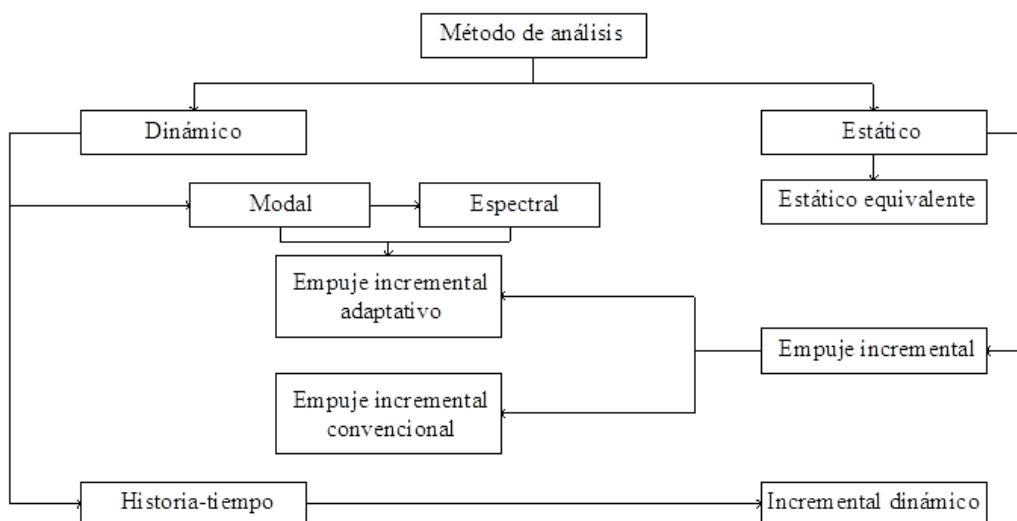 Método de análisis
Dinámico
Estático
Estático equivalente
Modal
Espectral
Empuje incremental
adaptativo
Empuje incremental
Empuje incremental
convencional
Historia-tiempo
Incremental dinámico